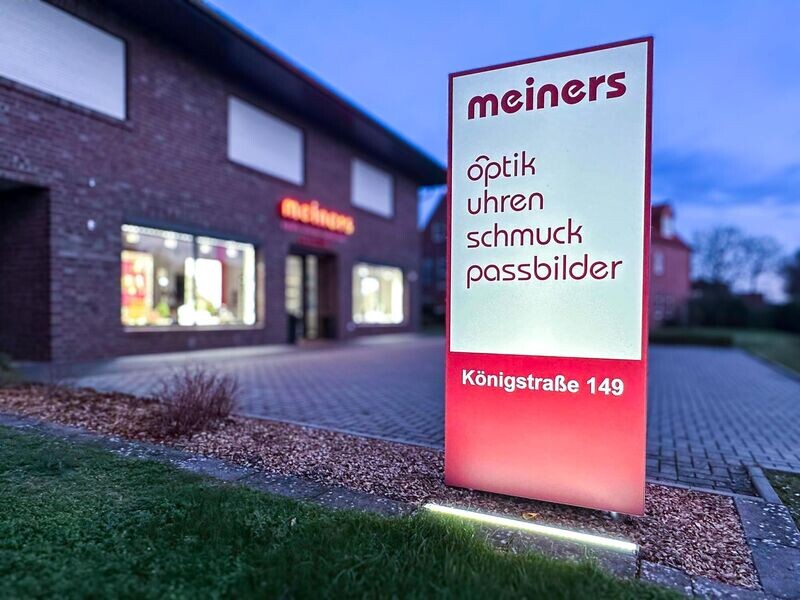 meiners
optik
uhren
schmuck
passbilder
Königstraße 149
meiners